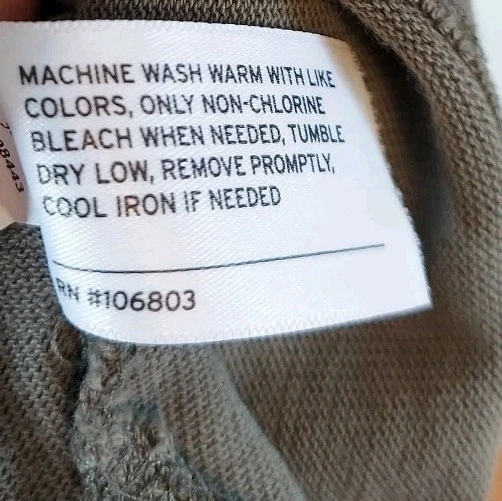 MACHINE WASH WARM WITH LIKE
COLORS, ONLY NON-CHLORINE
BLEACH WHEN NEEDED, TUMBLE
DRY LOW, REMOVE PROMPTLY,
COOL IRON IF NEEDED
RN #106803